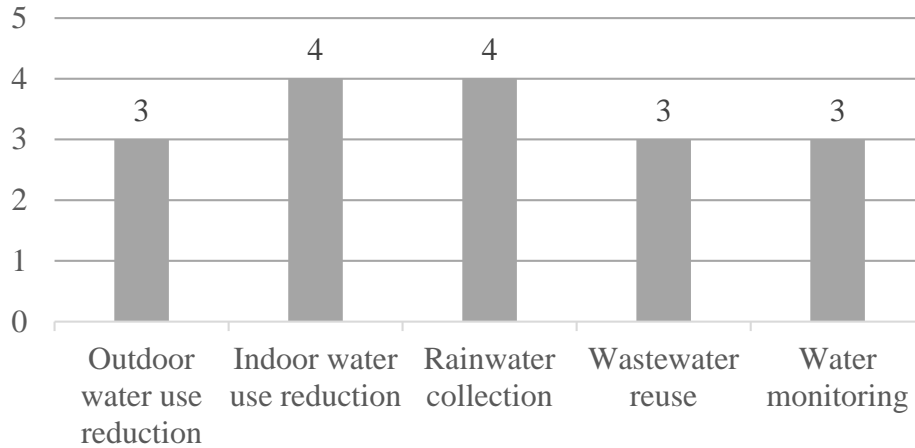 5
4
3
2
1
0
3
4
4
3
3
Outdoor
water use
reduction
Indoor water
use reduction
Rainwater
collection
Wastewater
reuse
Water
monitoring